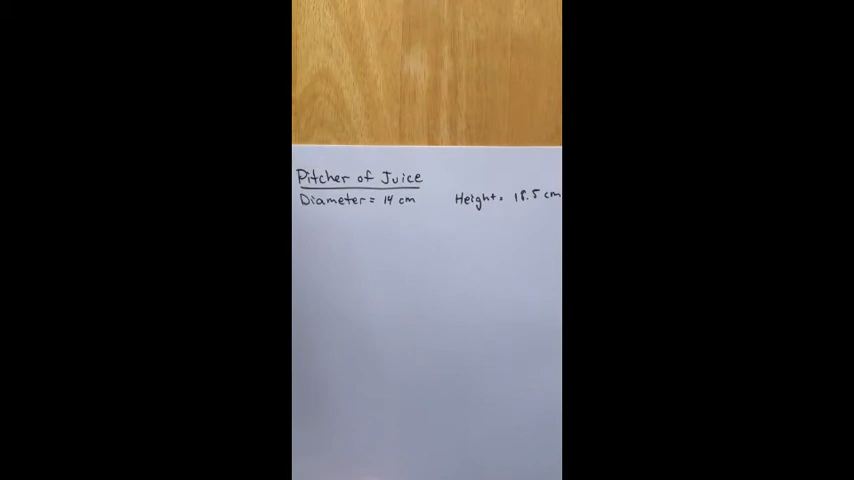 Pitcher of Juice
Diameter = 14 cm Height = 18.5 cm